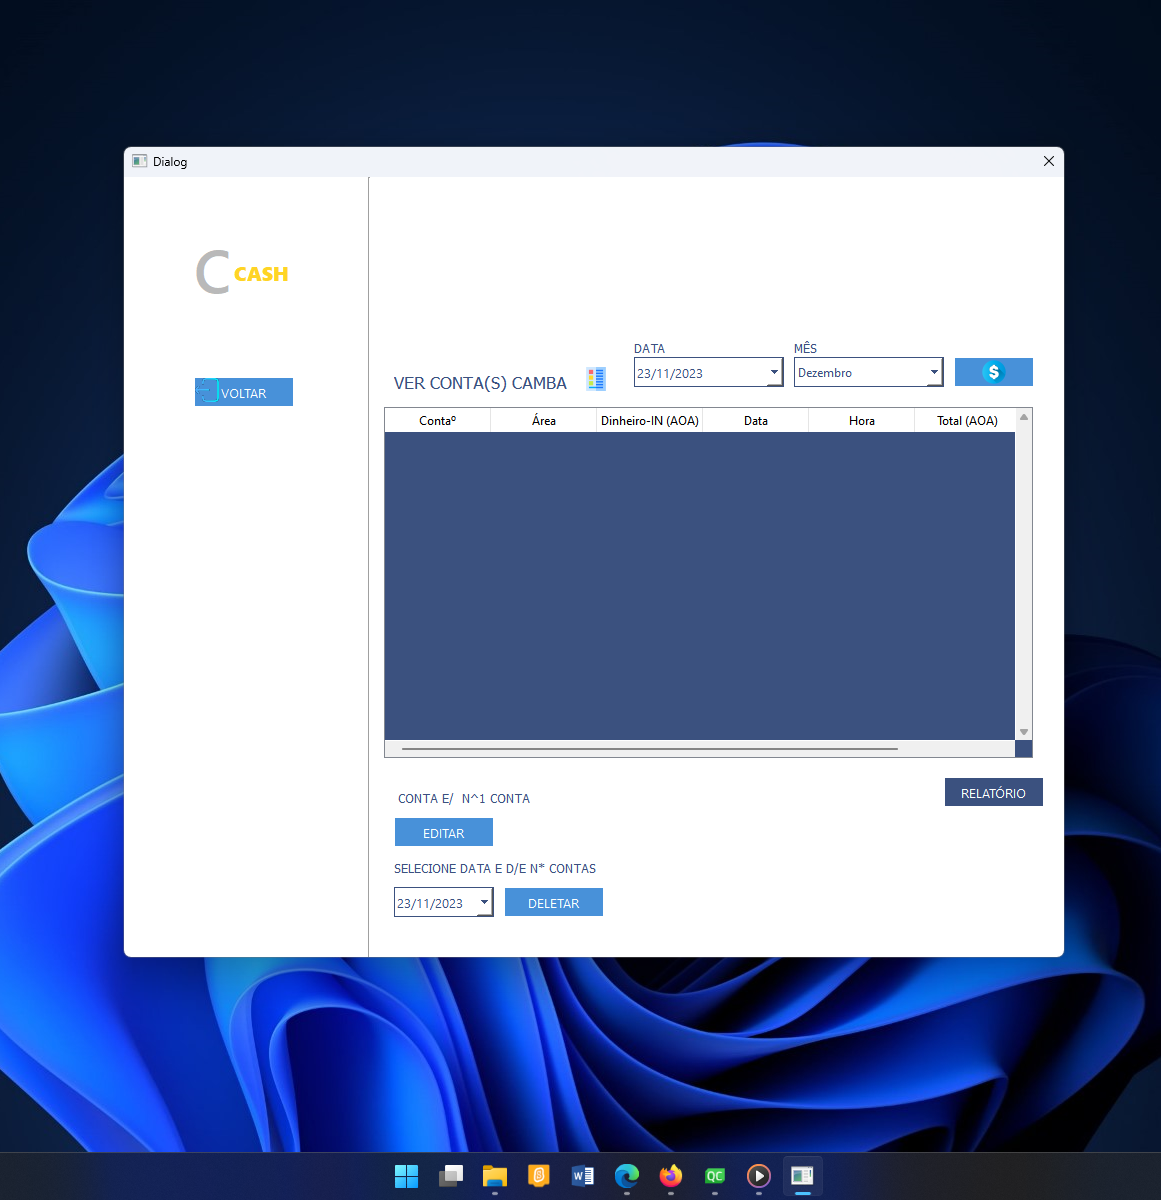 Dialog
C CASH
VOLTAR
DATA
MÊS
23/11/2023
Dezembro
$
VER CONTA(S) CAMBA
Contaº
Área
Dinheiro-IN (AOA)
Data
Hora
Total (AOA)
CONTA E/ N^1 CONTA
RELATÓRIO
EDITAR
SELECIONE DATA E D/E N* CONTAS
23/11/2023
DELETAR
S
W
QC